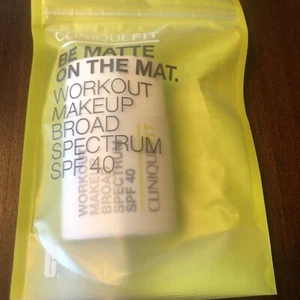 CLINIQUEFIT
BE MATTE
ON THE MAT.
WORKOUT
MAKEUP
BROAD
SPECTRUM
SPF 40
WORKOUT
MAKEUP
BROAD
SPECTRUM
SPF 40
CLINIQUE